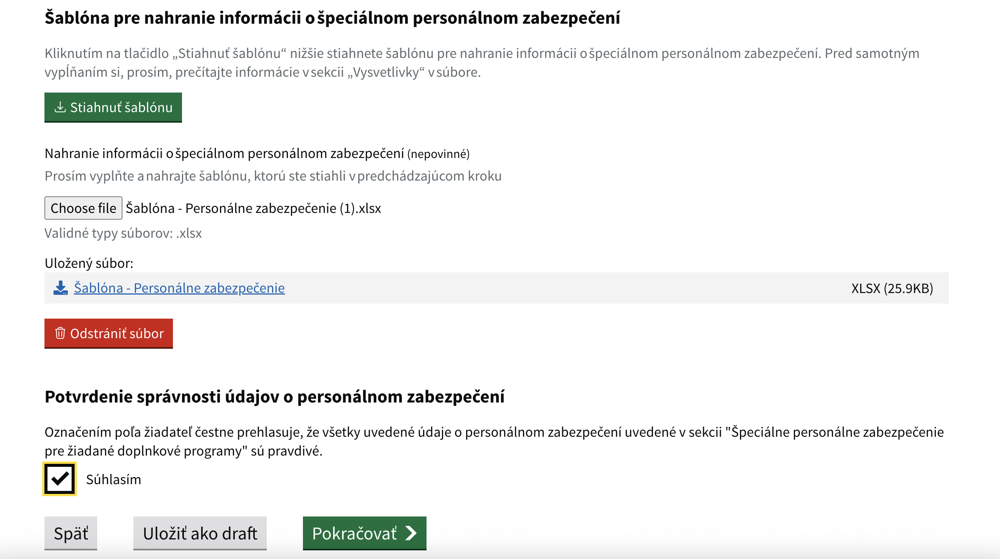 Šablóna pre nahranie informácii o špeciálnom personálnom zabezpečení
Kliknutím na tlačidlo „Stiahnuť šablónu“ nižšie stiahnete šablónu pre nahranie informácii o špeciálnom personálnom zabezpečení. Pred samotným
vypĺňaním si, prosím, prečítajte informácie v sekcii „Vysvetlivky“ v súbore.
Stiahnuť šablónu
Nahranie informácii o špeciálnom personálnom zabezpečení (nepovinné)
Prosím vyplňte a nahrajte šablónu, ktorú ste stiahli v predchádzajúcom kroku
Choose file Šablóna - Personálne zabezpečenie (1).xlsx
Validné typy súborov: .xlsx
Uložený súbor:
Šablóna - Personálne zabezpečenie XLSX (25.9KB)
Odstrániť súbor
Potvrdenie správnosti údajov o personálnom zabezpečení
Označením poľa žiadateľ čestne prehlasuje, že všetky uvedené údaje o personálnom zabezpečení uvedené v sekcii "Špeciálne personálne zabezpečenie
pre žiadané doplnkové programy" sú pravdivé.
Súhlasím
Späť Uložiť ako draft Pokračovať